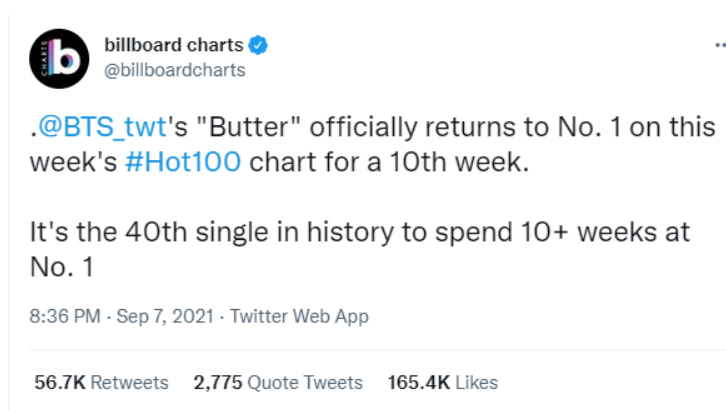 CHARTS b
billboard charts
@billboardcharts
.@BTS_twt's "Butter" officially returns to No. 1 on this
week's #Hot100 chart for a 10th week.
It's the 40th single in history to spend 10+ weeks at
No. 1
8:36 PM · Sep 7, 2021 · Twitter Web App
56.7K Retweets 2,775 Quote Tweets 165.4K Likes